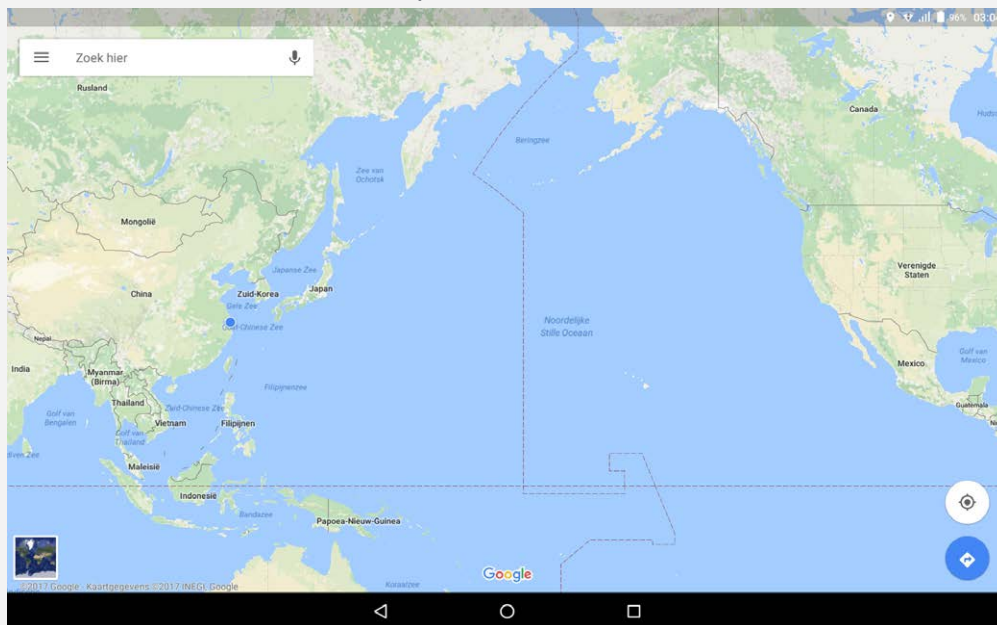 96% 03:0
Zoek hier
Rusland
Canada
Beringzee
Zee van
Ochotsk
Mongolië
Japanse Zee
Verenigde
Staten
China
Zuid-Korea
Japan
Gele Zee
Oost-Chinese Zee
Noordelijke
Stille Oceaan
Nepal
India
Myanmar
(Birma)
Golf van
Mexico
Mexico
Filipijnenzee
Thailand
Zuid-Chinese Zee
Guatemala
Golf van
Bengalen
Vietnam
Filipijnen
Golf van
Thailand
Maleisië
Indonesië
Bandazee
Papoea-Nieuw-Guinea
Koraalzee
Google
©2017 Google - Kaartgegevens ©2017 INEGI, Google